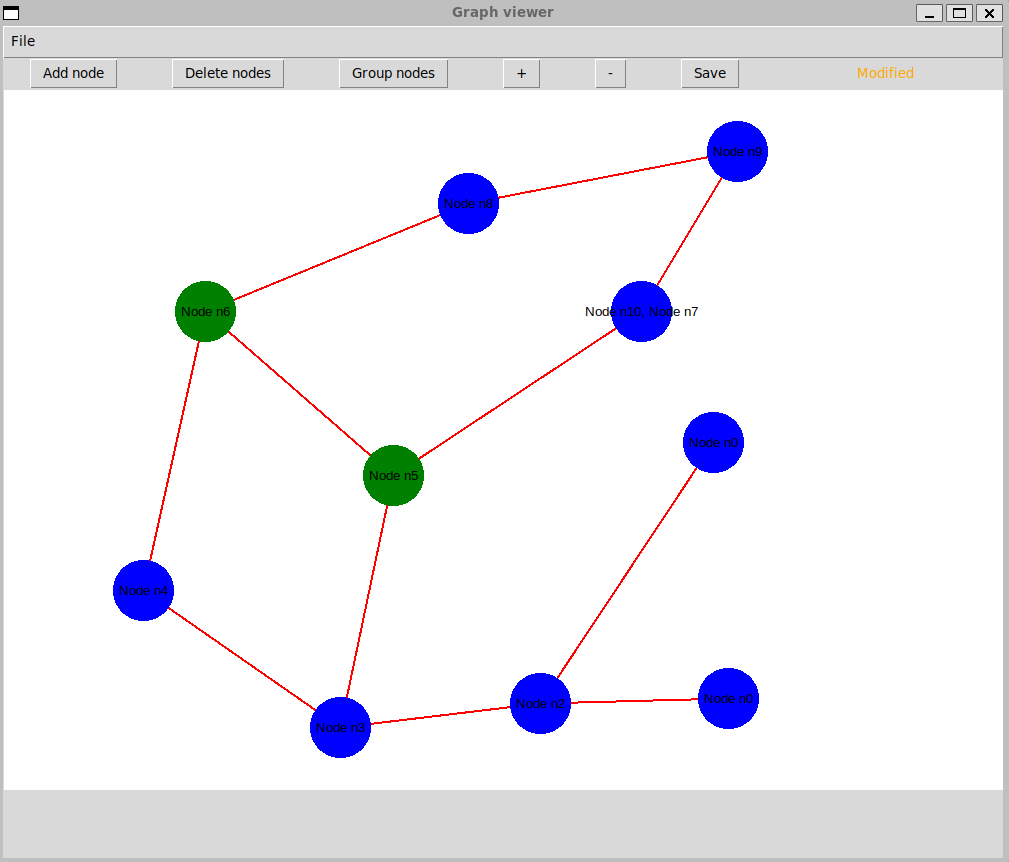 Graph viewer
File
Add node Delete nodes Group nodes + - Save Modified
Node n9
Node n8
Node n6
Node n10, Node n7
Node n0
Node n5
Node n4
Node n0
Node n2
Node n3